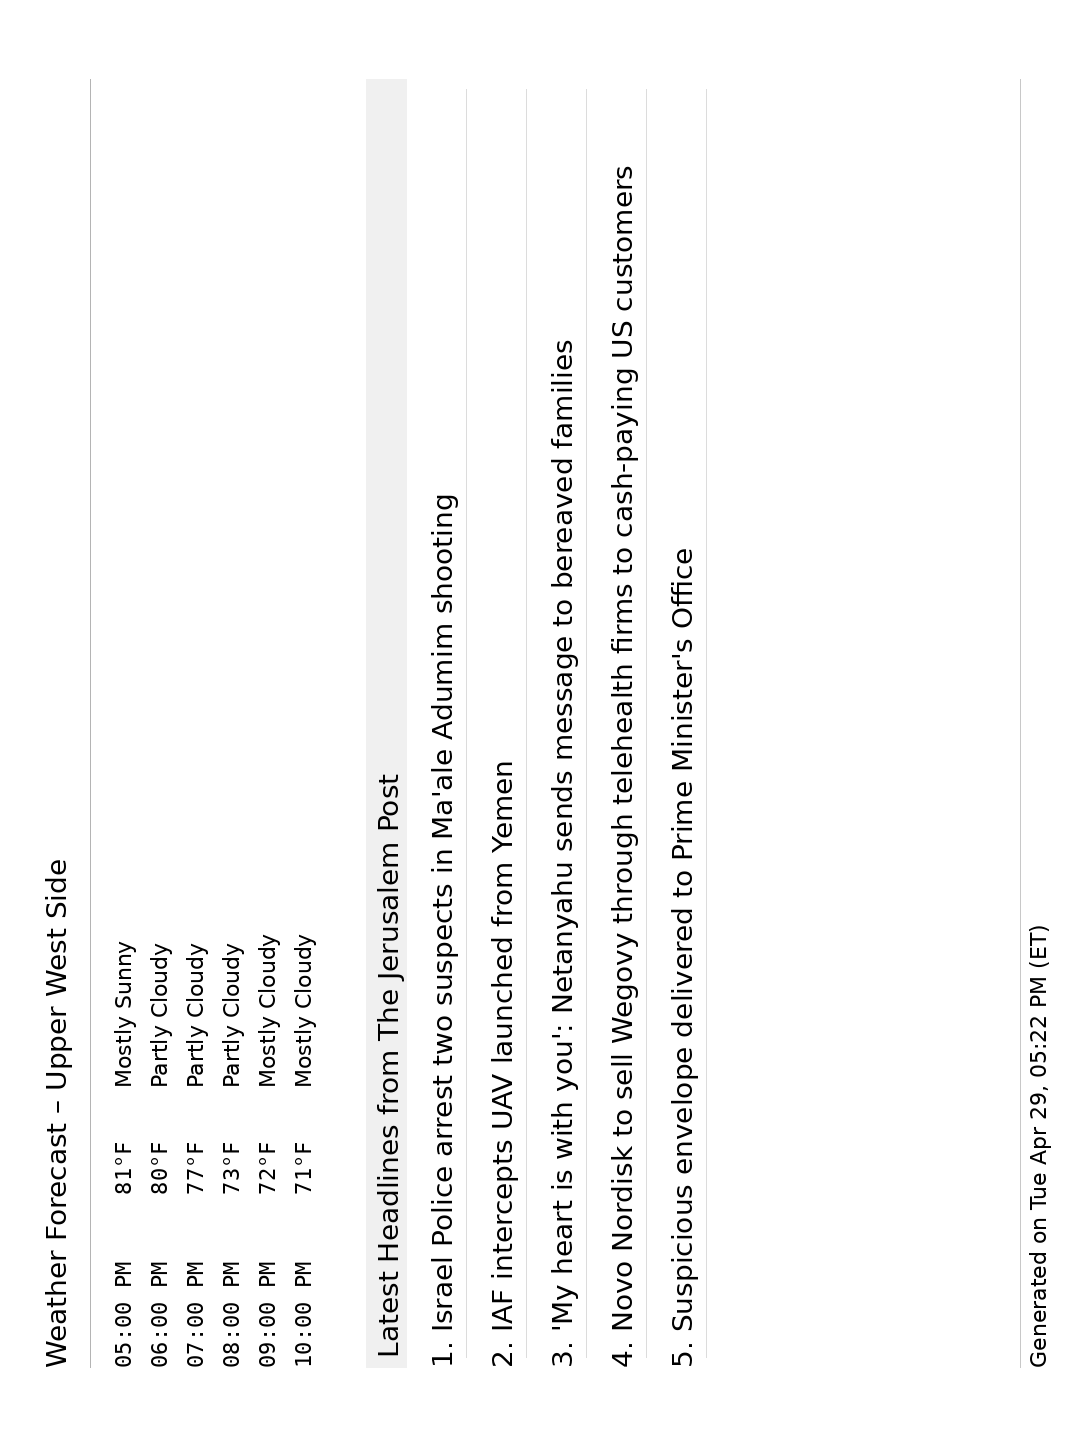 Weather Forecast – Upper West Side
05:00 PM 81°F Mostly Sunny
06:00 PM 80°F Partly Cloudy
07:00 PM 77°F Partly Cloudy
08:00 PM 73°F Partly Cloudy
09:00 PM 72°F Mostly Cloudy
10:00 PM 71°F Mostly Cloudy
Latest Headlines from The Jerusalem Post
1. Israel Police arrest two suspects in Ma'ale Adumim shooting
2. IAF intercepts UAV launched from Yemen
3. 'My heart is with you': Netanyahu sends message to bereaved families
4. Novo Nordisk to sell Wegovy through telehealth firms to cash-paying US customers
5. Suspicious envelope delivered to Prime Minister's Office
Generated on Tue Apr 29, 05:22 PM (ET)